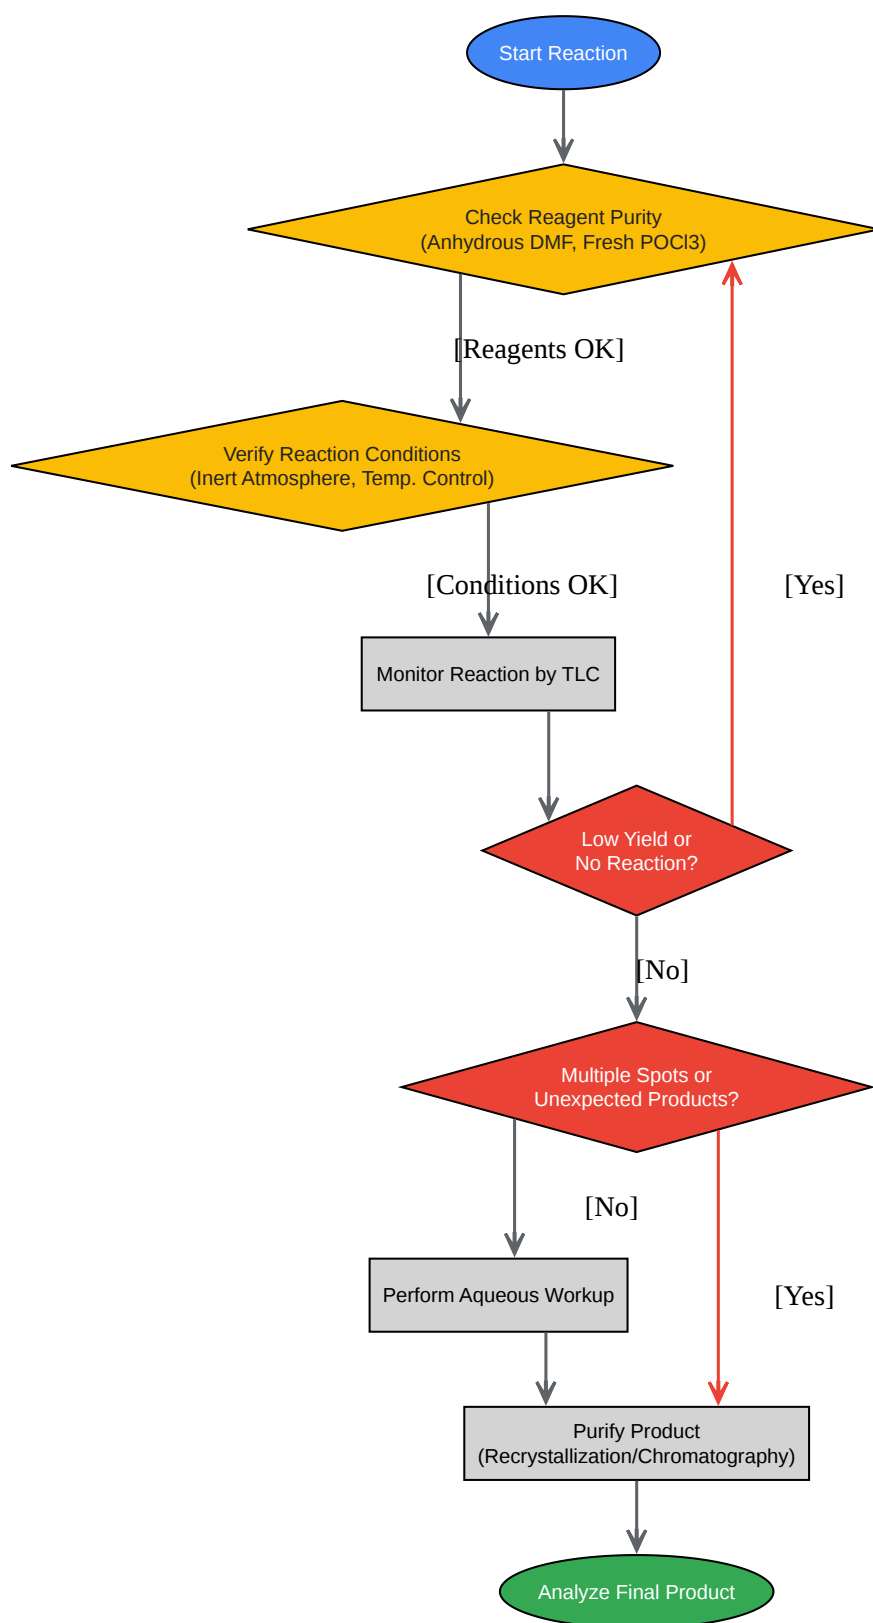 Start Reaction
Check Reagent Purity
(Anhydrous DMF, Fresh POCl3)
[Reagents OK]
Verify Reaction Conditions
(Inert Atmosphere, Temp. Control)
[Conditions OK]
[Yes]
Monitor Reaction by TLC
Low Yield or
No Reaction?
[No]
Multiple Spots or
Unexpected Products?
[No]
Perform Aqueous Workup
[Yes]
Purify Product
(Recrystallization/Chromatography)
Analyze Final Product